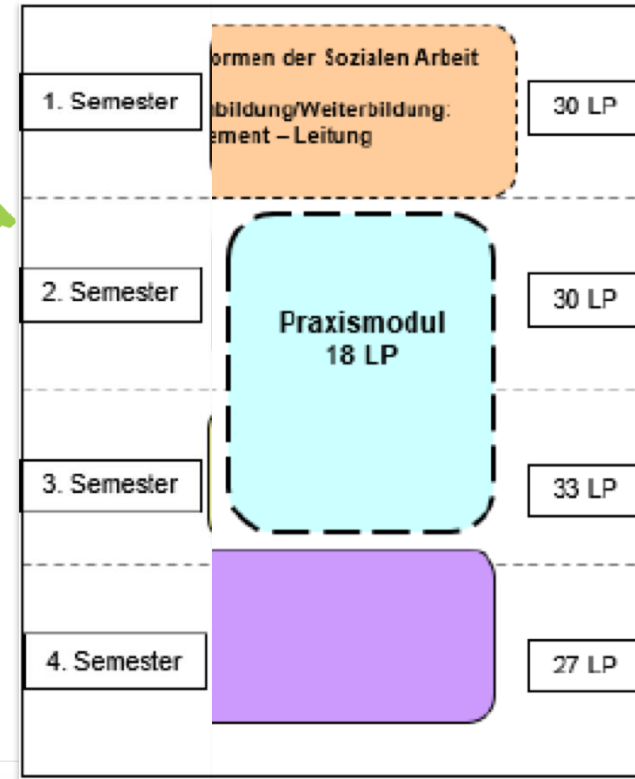 1. Semester
ormen der Sozialen Arbeit
bildung/Weiterbildung:
ement – Leitung
30 LP
2. Semester
Praxismodul
18 LP
30 LP
3. Semester
33 LP
4. Semester
27 LP